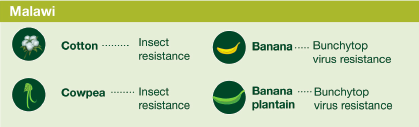 Malawi
Cotton ........ Insect
resistance
Banana .... Bunchytop
virus resistance
Cowpea ....... Insect
resistance
Banana ..... Bunchytop
plantain virus resistance